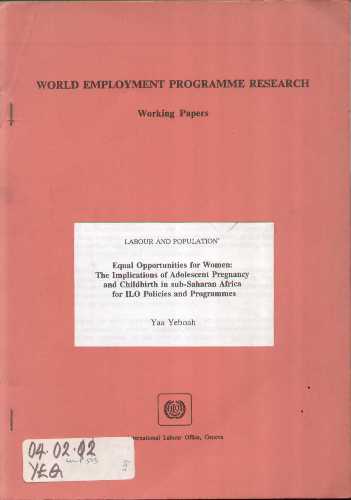 WORLD EMPLOYMENT PROGRAMME RESEARCH
Working Papers
LABOUR AND POPULATION
Equal Opportunities for Women:
The Implications of Adolescent Pregnancy
and Childbirth in sub-Saharan Africa
for ILO Policies and Programmes
Yaa Yeboah
International Labour Office, Geneva
04.02.02
YEG